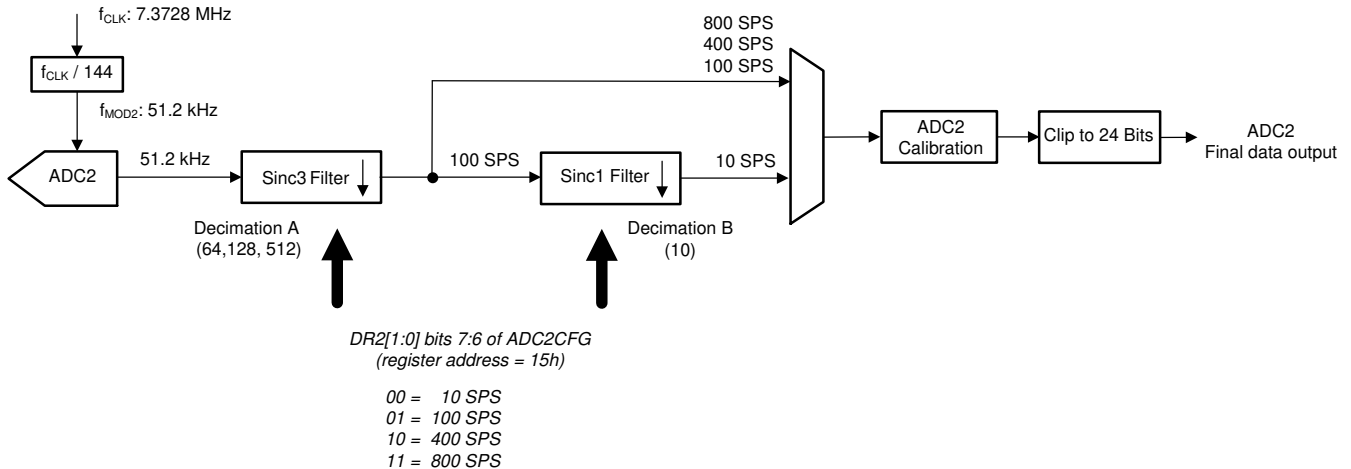 f_CLK: 7.3728 MHz
f_CLK / 144
f_MOD2: 51.2 kHz
ADC2
51.2 kHz
Sinc3 Filter
Decimation A
(64,128, 512)
100 SPS
Sinc1 Filter
Decimation B
(10)
10 SPS
800 SPS
400 SPS
100 SPS
ADC2
Calibration
Clip to 24 Bits
ADC2
Final data output
DR2[1:0] bits 7:6 of ADC2CFG
(register address = 15h)
00 = 10 SPS
01 = 100 SPS
10 = 400 SPS
11 = 800 SPS